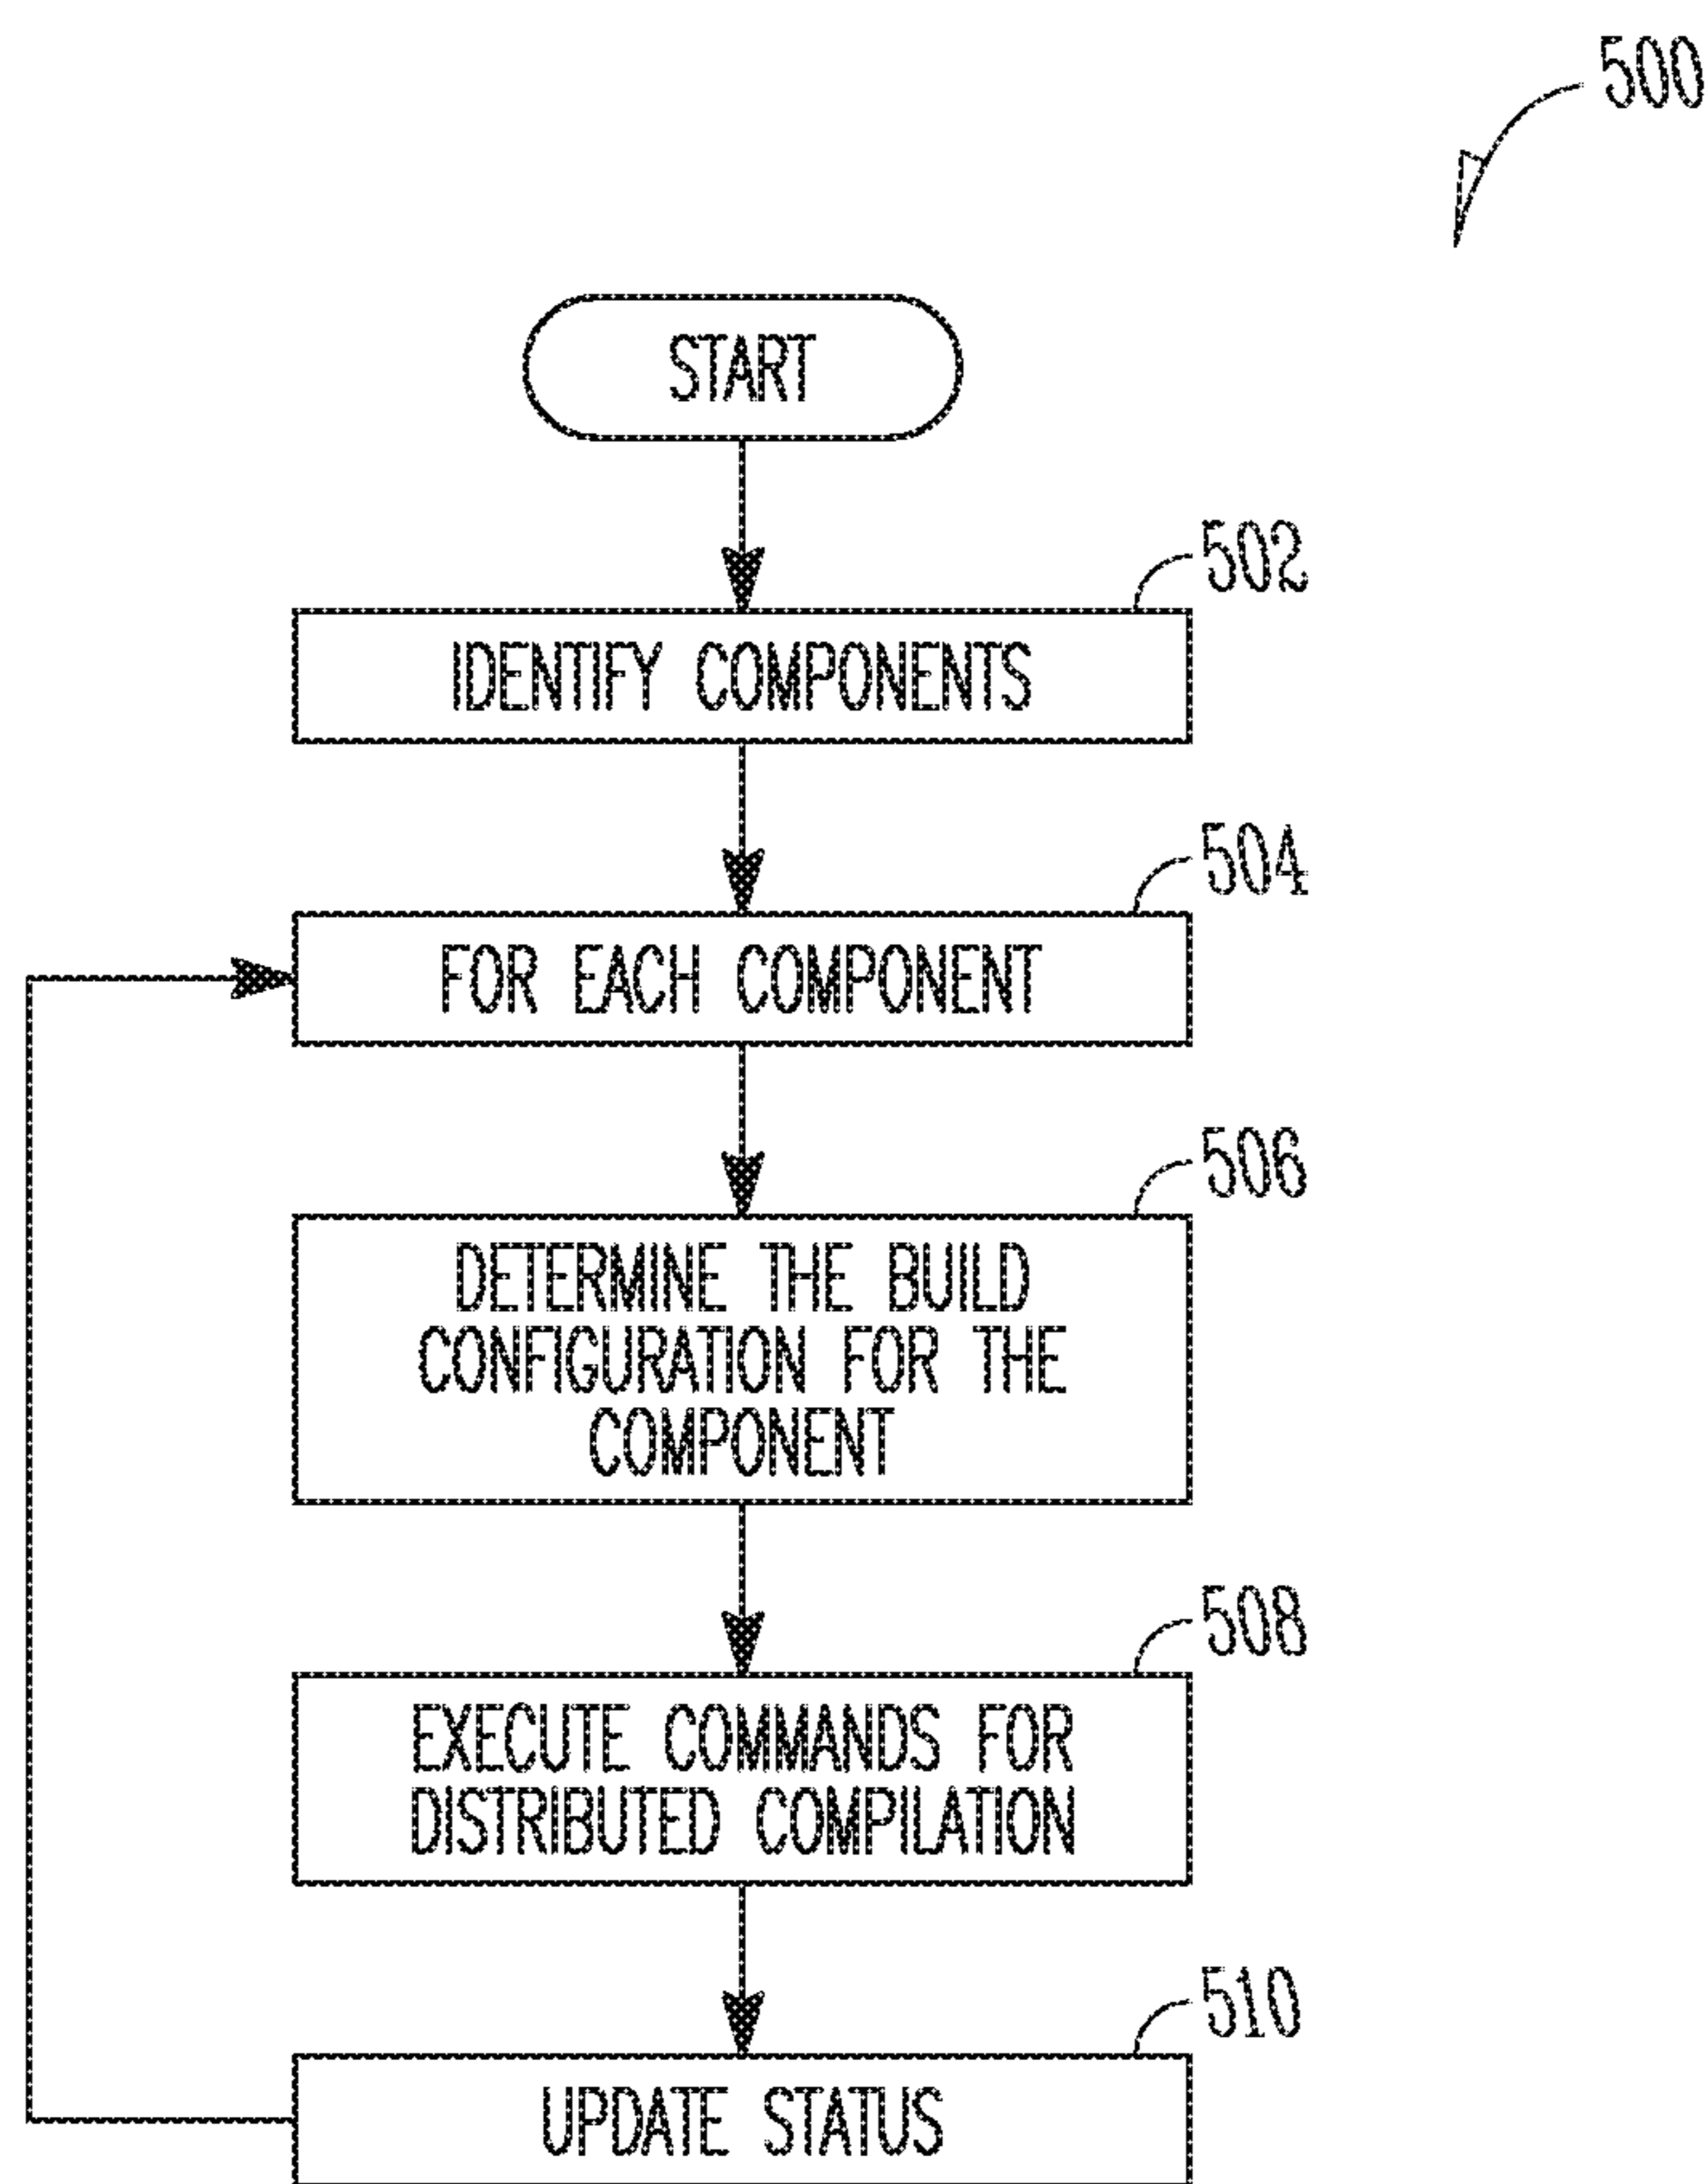 500
START
502
IDENTIFY COMPONENTS
504
FOR EACH COMPONENT
506
DETERMINE THE BUILD
CONFIGURATION FOR THE
COMPONENT
508
EXECUTE COMMANDS FOR
DISTRIBUTED COMPILATION
510
UPDATE STATUS